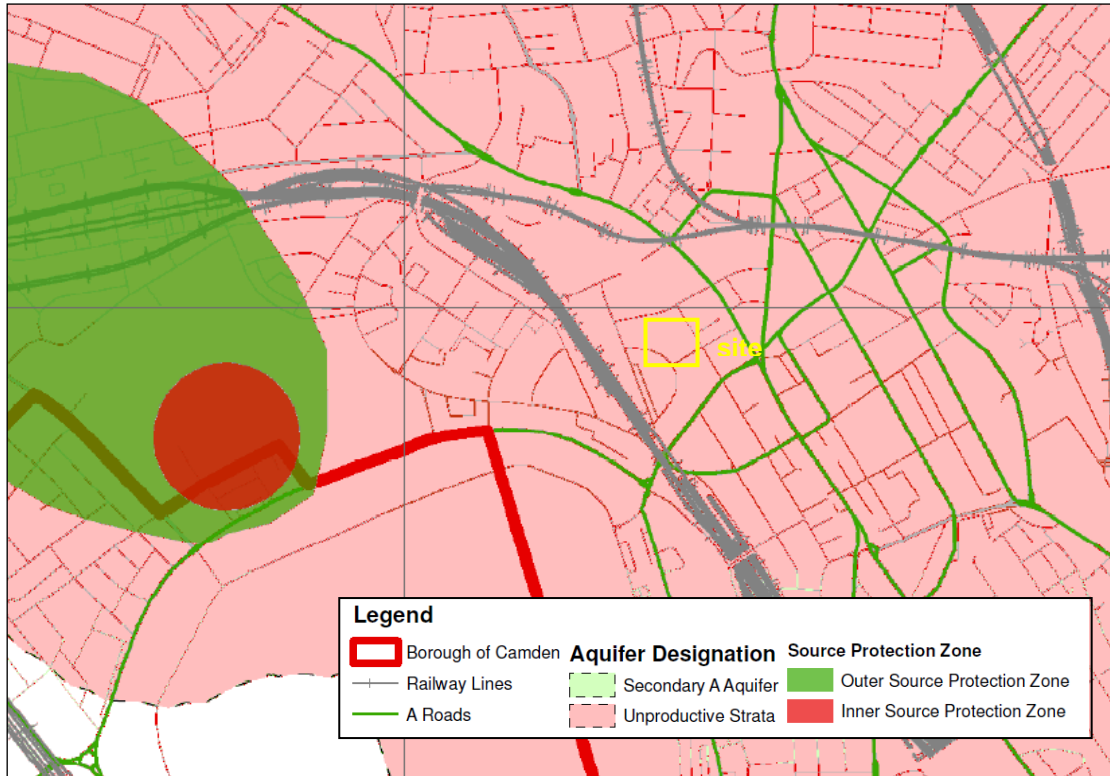 site
Legend
Borough of Camden
Railway Lines
A Roads
Aquifer Designation
Secondary A Aquifer
Unproductive Strata
Source Protection Zone
Outer Source Protection Zone
Inner Source Protection Zone